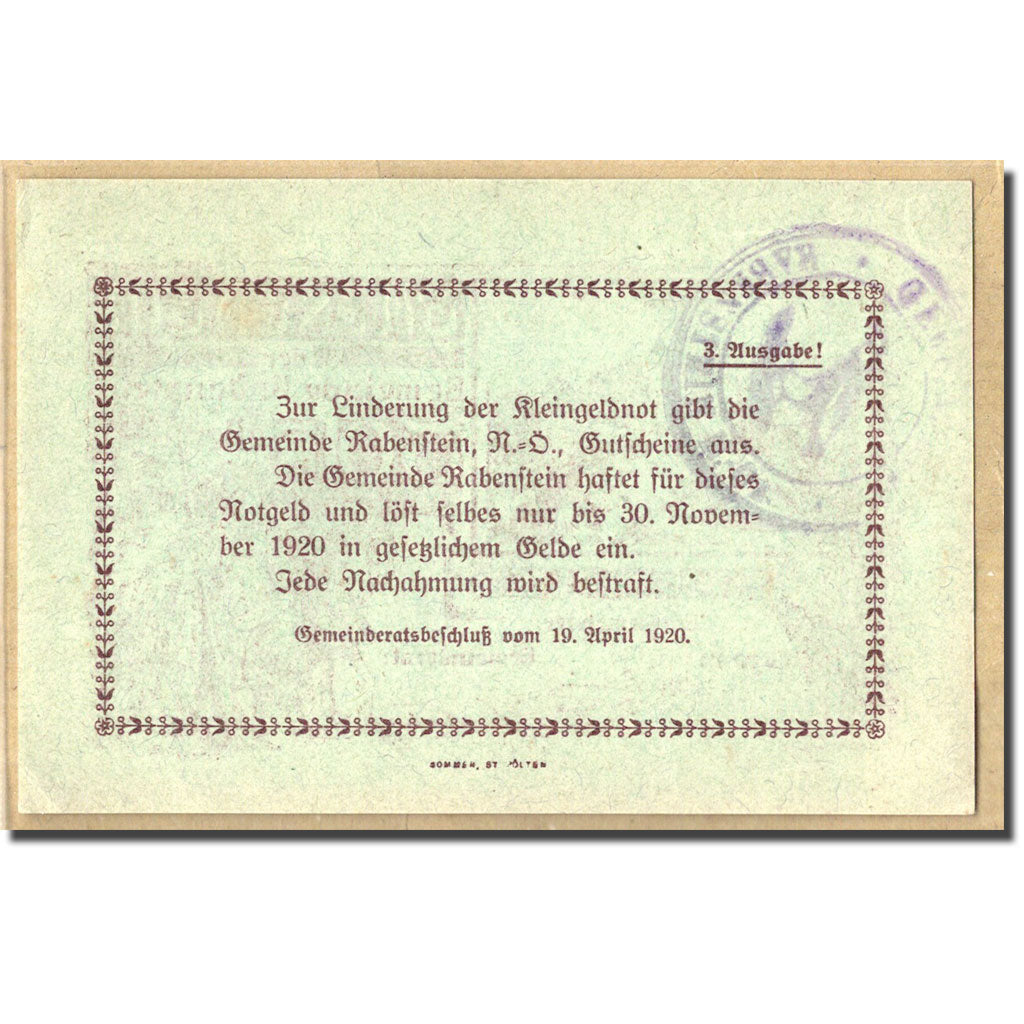 3. Ausgabe!
Zur Linderung der Kleingeldnot gibt die
Gemeinde Rabenstein, N.-Ö., Gutscheine aus.
Die Gemeinde Rabenstein haftet für dieses
Notgeld und löst selbes nur bis 30. Novem-
ber 1920 in gesetzlichem Gelde ein.
Jede Nachahmung wird bestraft.
Gemeinderatsbeschluß vom 19. April 1920.
SOMMER, ST PÖLTEN